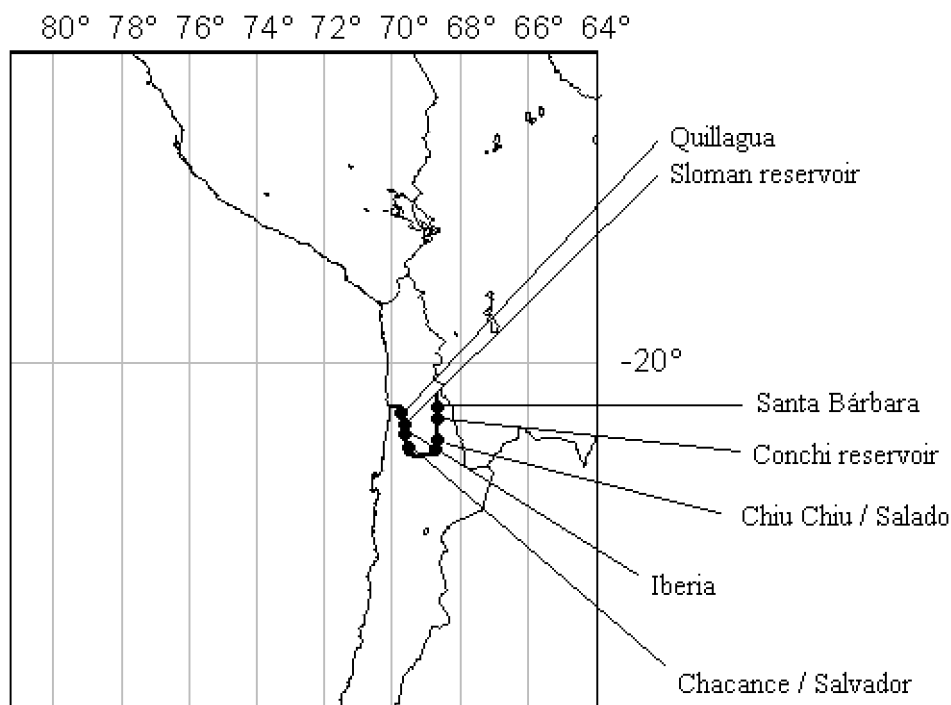 80° 78° 76° 74° 72° 70° 68° 66° 64°
Quillagua
Sloman reservoir
-20°
Santa Bárbara
Conchi reservoir
Chiu Chiu / Salado
Iberia
Chacance / Salvador